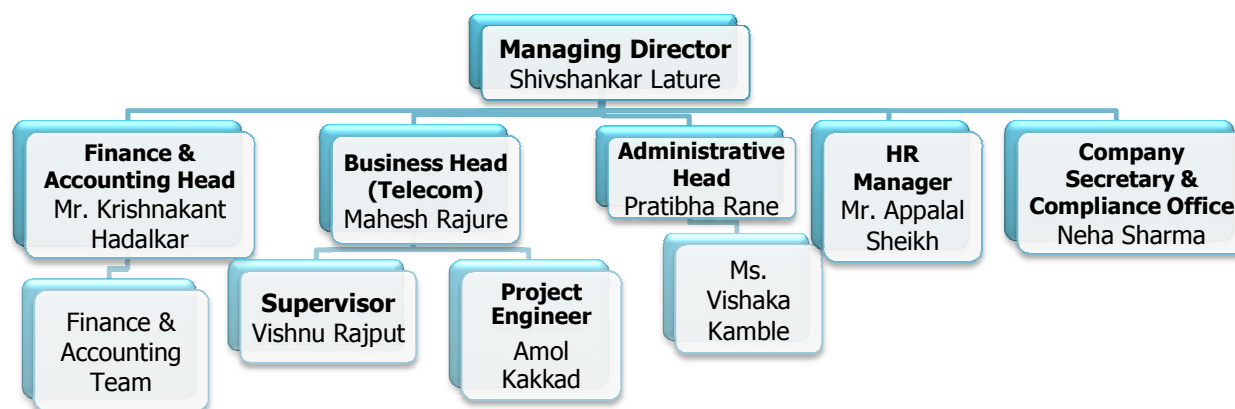 Managing Director
Shivshankar Lature
Finance &
Accounting Head
Mr. Krishnakant
Hadalkar
Business Head
(Telecom)
Mahesh Rajure
Administrative
Head
Pratibha Rane
HR
Manager
Mr. Appalal
Sheikh
Company
Secretary &
Compliance Office
Neha Sharma
Finance &
Accounting
Team
Supervisor
Vishnu Rajput
Project
Engineer
Amol
Kakkad
Ms.
Vishaka
Kamble